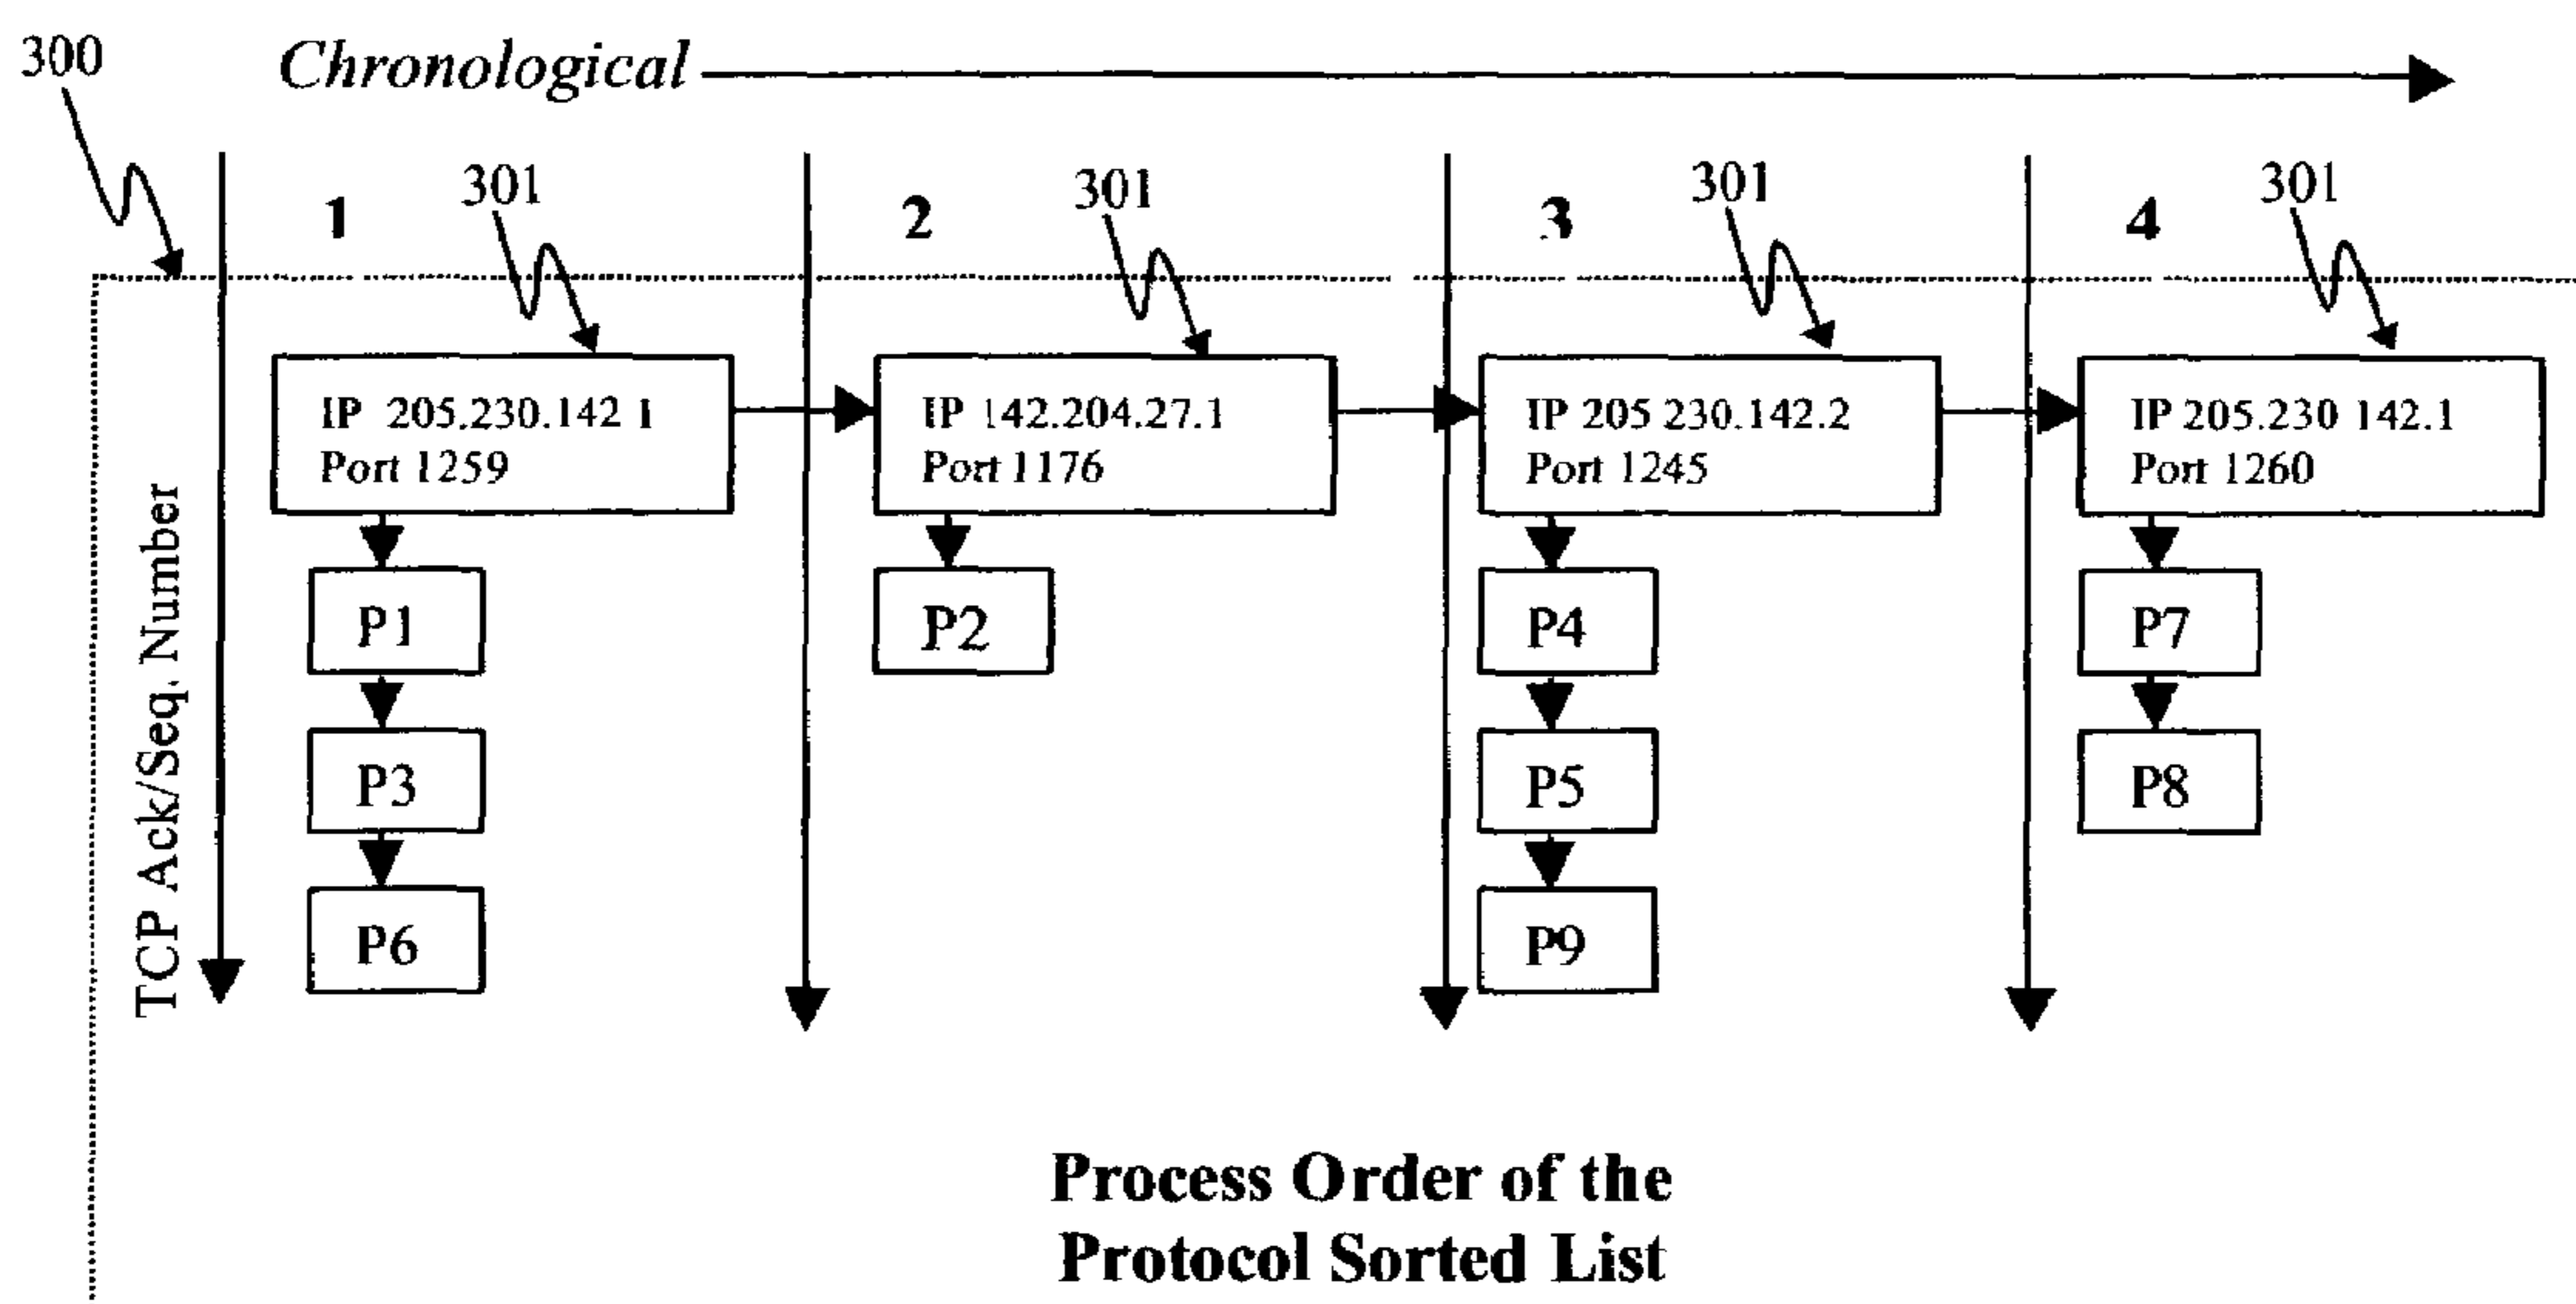 300
Chronological
1
301
2
301
3
301
4
301
IP 205.230.142 1
Port 1259
IP 142.204.27.1
Port 1176
IP 205 230.142.2
Port 1245
IP 205.230 142.1
Port 1260
TCP Ack/Seq. Number
P1
P2
P4
P7
P3
P5
P8
P6
P9
Process Order of the
Protocol Sorted List